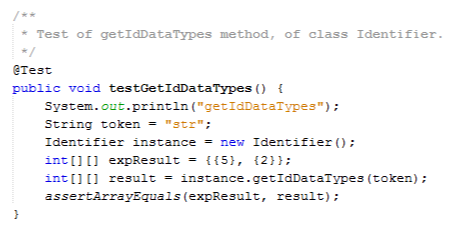 /**
 * Test of getIdDataTypes method, of class Identifier.
 */
@Test
public void testGetIdDataTypes() {
    System.out.println("getIdDataTypes");
    String token = "str";
    Identifier instance = new Identifier();
    int[][] expResult = {{5}, {2}};
    int[][] result = instance.getIdDataTypes(token);
    assertArrayEquals(expResult, result);
}